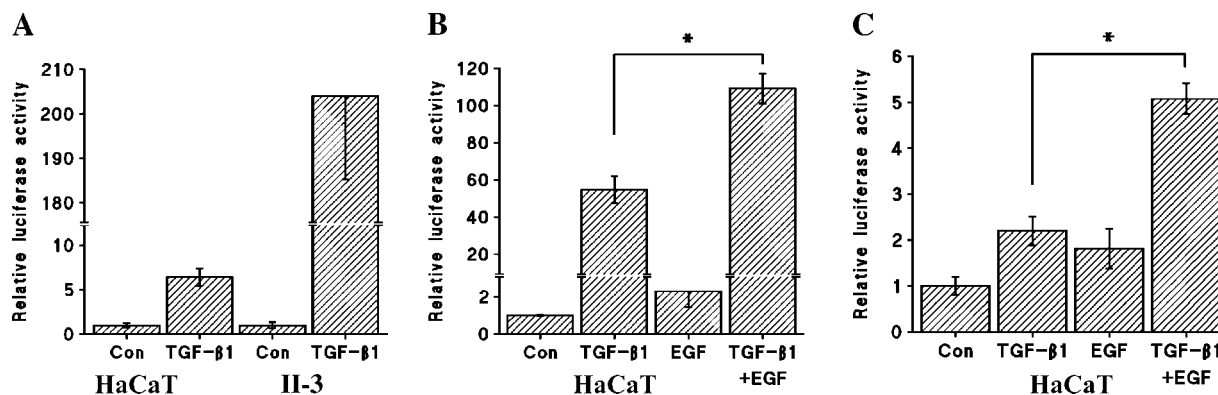 A
Relative luciferase activity
210
200
190
180
10
5
0
Con TGF-β1 Con TGF-β1
HaCaT II-3
B
Relative luciferase activity
*
120
100
80
60
40
20
2
0
Con TGF-β1 EGF TGF-β1
+EGF
HaCaT
C
Relative luciferase activity
*
6
5
4
3
2
1
0
Con TGF-β1 EGF TGF-β1
+EGF
HaCaT